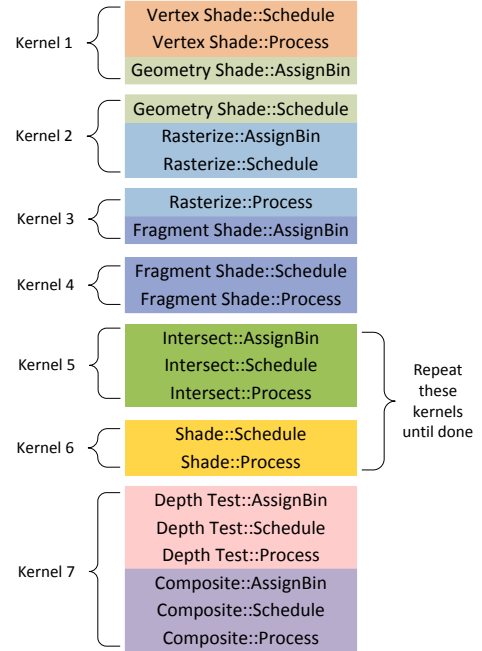 Kernel 1
Vertex Shade::Schedule
Vertex Shade::Process
Geometry Shade::AssignBin
Kernel 2
Geometry Shade::Schedule
Rasterize::AssignBin
Rasterize::Schedule
Kernel 3
Rasterize::Process
Fragment Shade::AssignBin
Kernel 4
Fragment Shade::Schedule
Fragment Shade::Process
Kernel 5
Intersect::AssignBin
Intersect::Schedule
Intersect::Process
Kernel 6
Shade::Schedule
Shade::Process
Repeat
these
kernels
until done
Kernel 7
Depth Test::AssignBin
Depth Test::Schedule
Depth Test::Process
Composite::AssignBin
Composite::Schedule
Composite::Process